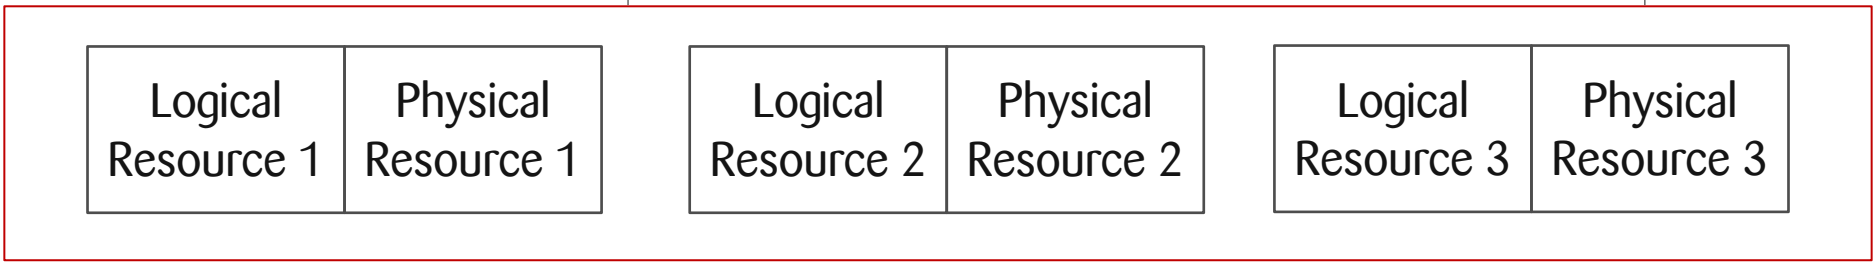 Logical
Resource 1
Physical
Resource 1
Logical
Resource 2
Physical
Resource 2
Logical
Resource 3
Physical
Resource 3